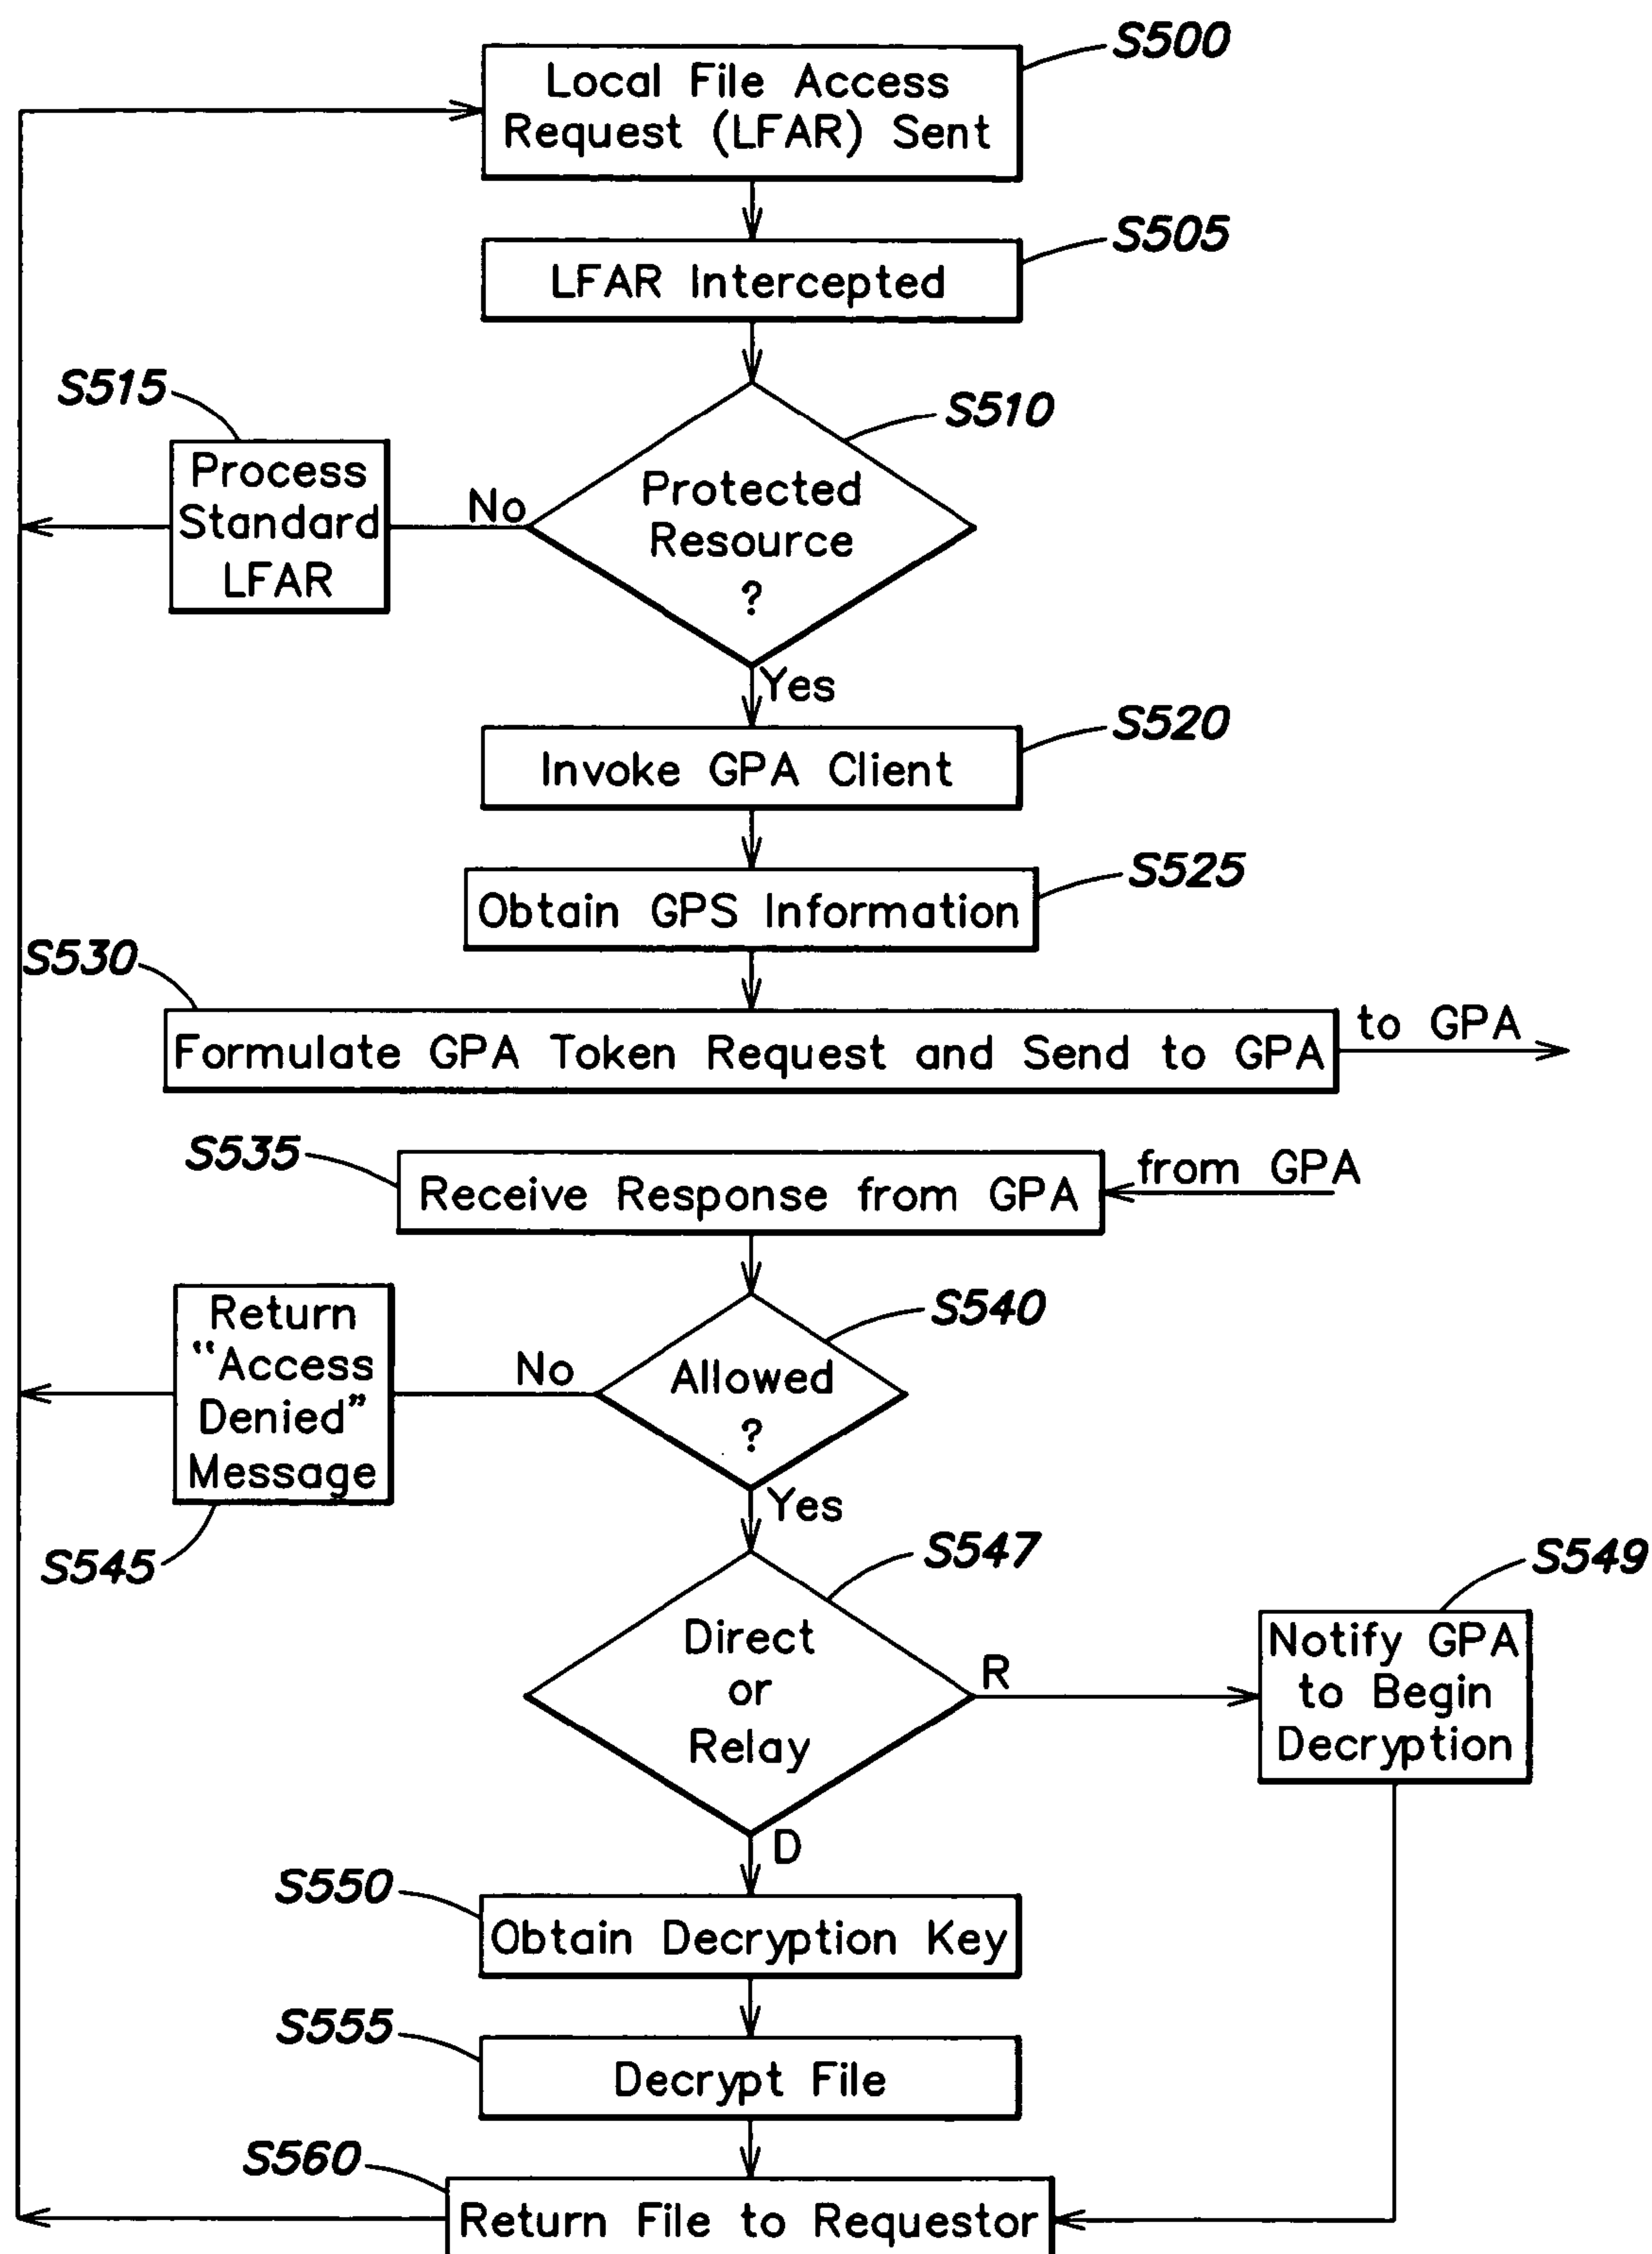 S500
Local File Access
Request (LFAR) Sent
S505
LFAR Intercepted
S515
S510
Process
Standard
LFAR
No
Protected
Resource
?
Yes
S520
Invoke GPA Client
S525
Obtain GPS Information
S530
Formulate GPA Token Request and Send to GPA
to GPA
S535
Receive Response from GPA
from GPA
S540
Return
"Access
Denied"
Message
No
Allowed
?
Yes
S545
S547
S549
Direct
or
Relay
R
Notify GPA
to Begin
Decryption
D
S550
Obtain Decryption Key
S555
Decrypt File
S560
Return File to Requestor